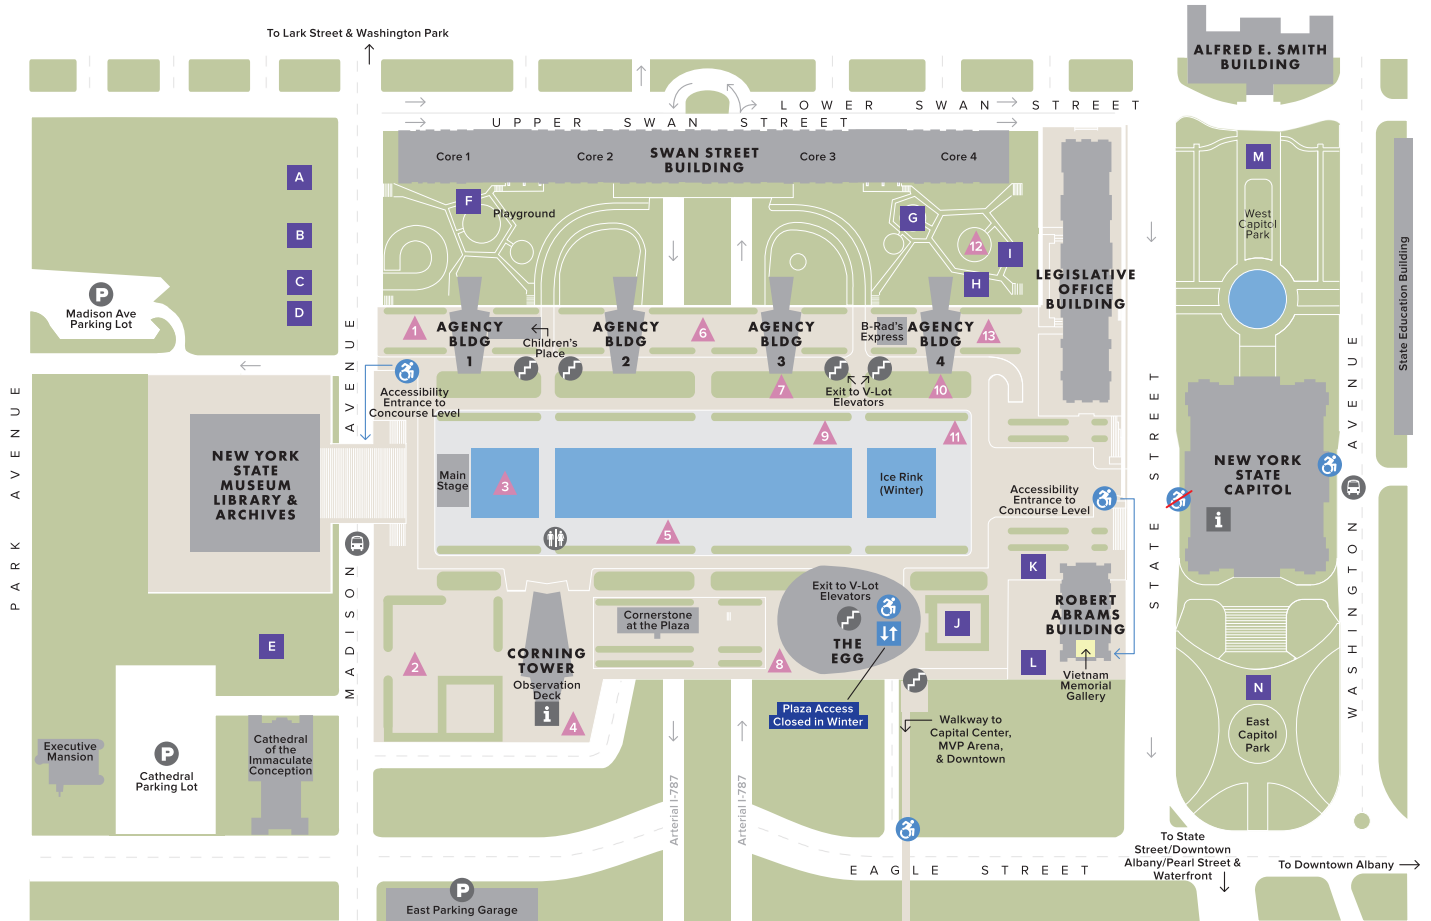 To Lark Street & Washington Park
ALFRED E. SMITH
BUILDING
LOWER SWAN STREET
UPPER SWAN STREET
Core 1
Core 2
SWAN STREET
BUILDING
Core 3
Core 4
A
B
C
D
F
Playground
G
12
I
H
M
West
Capitol
Park
State Education Building
LEGISLATIVE
OFFICE
BUILDING
P
Madison Ave
Parking Lot
1
AGENCY
BLDG
1
Children's
Place
AGENCY
BLDG
2
6
AGENCY
BLDG
3
B-Rad's
Express
AGENCY
BLDG
4
13
Accessibility
Entrance to
Concourse Level
7
Exit to V-Lot
Elevators
10
PARK AVENUE
MADISON AVENUE
STATE STREET
WASHINGTON AVENUE
NEW YORK
STATE
MUSEUM
LIBRARY &
ARCHIVES
Main
Stage
3
9
11
Ice Rink
(Winter)
5
Accessibility
Entrance to
Concourse Level
NEW YORK
STATE
CAPITOL
i
K
Exit to V-Lot
Elevators
THE
EGG
J
ROBERT
ABRAMS
BUILDING
L
Vietnam
Memorial
Gallery
Cornerstone
at the Plaza
E
2
CORNING
TOWER
Observation
Deck
i
4
8
Plaza Access
Closed in Winter
Walkway to
Capital Center,
MVP Arena,
& Downtown
N
East
Capitol
Park
Executive
Mansion
P
Cathedral
Parking Lot
Cathedral
of the
Immaculate
Conception
Arterial I-787
Arterial I-787
EAGLE STREET
To State
Street/Downtown
Albany/Pearl Street &
Waterfront
To Downtown Albany
P
East Parking Garage